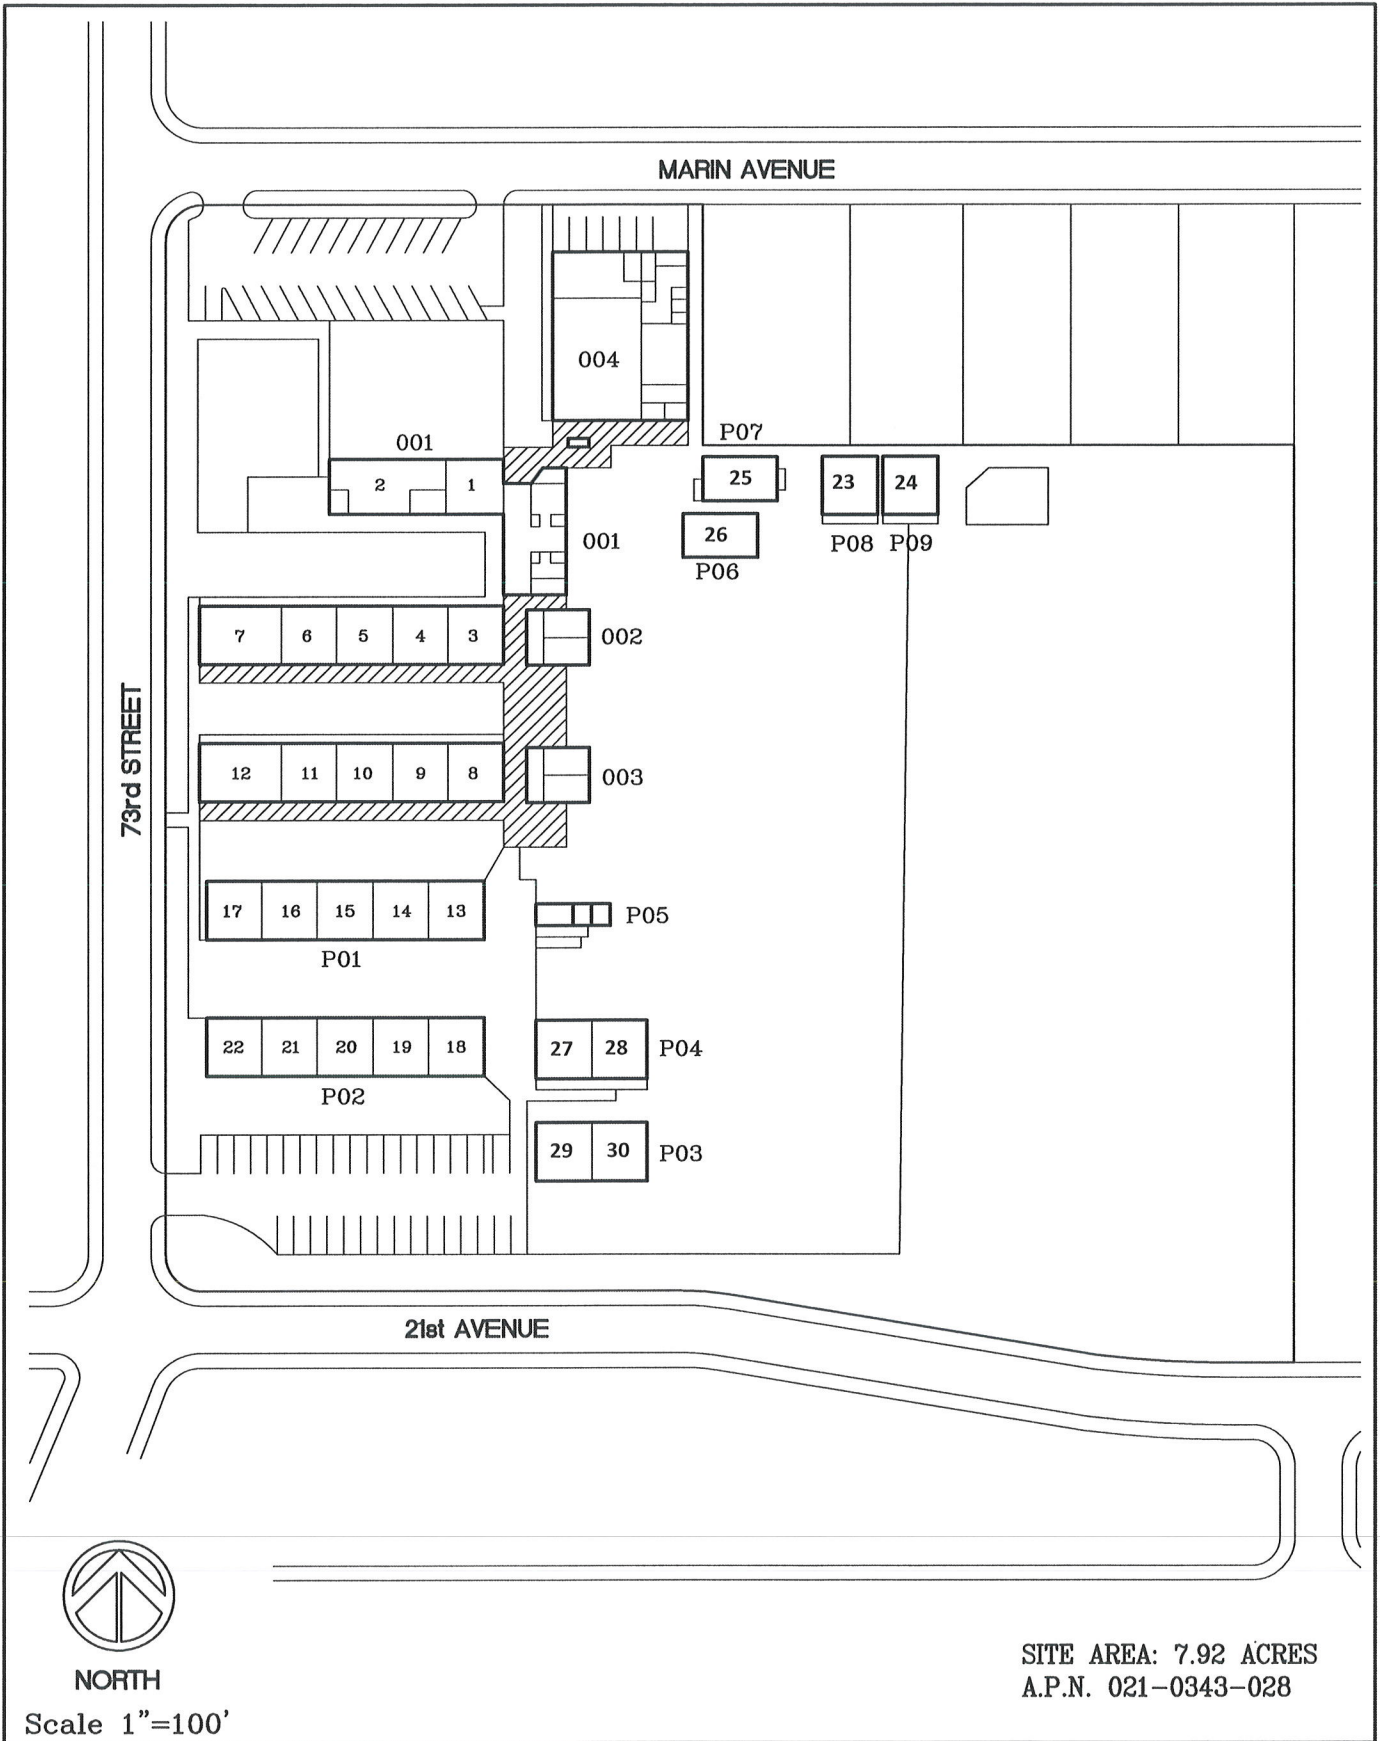 MARIN AVENUE
004
P07
001
2 1
25 23 24
001
26
P08 P09
P06
7 6 5 4 3 002
73rd STREET
12 11 10 9 8 003
17 16 15 14 13 P05
P01
22 21 20 19 18 27 28 P04
P02
29 30 P03
21st AVENUE
NORTH
Scale 1"=100'
SITE AREA: 7.92 ACRES
A.P.N. 021-0343-028